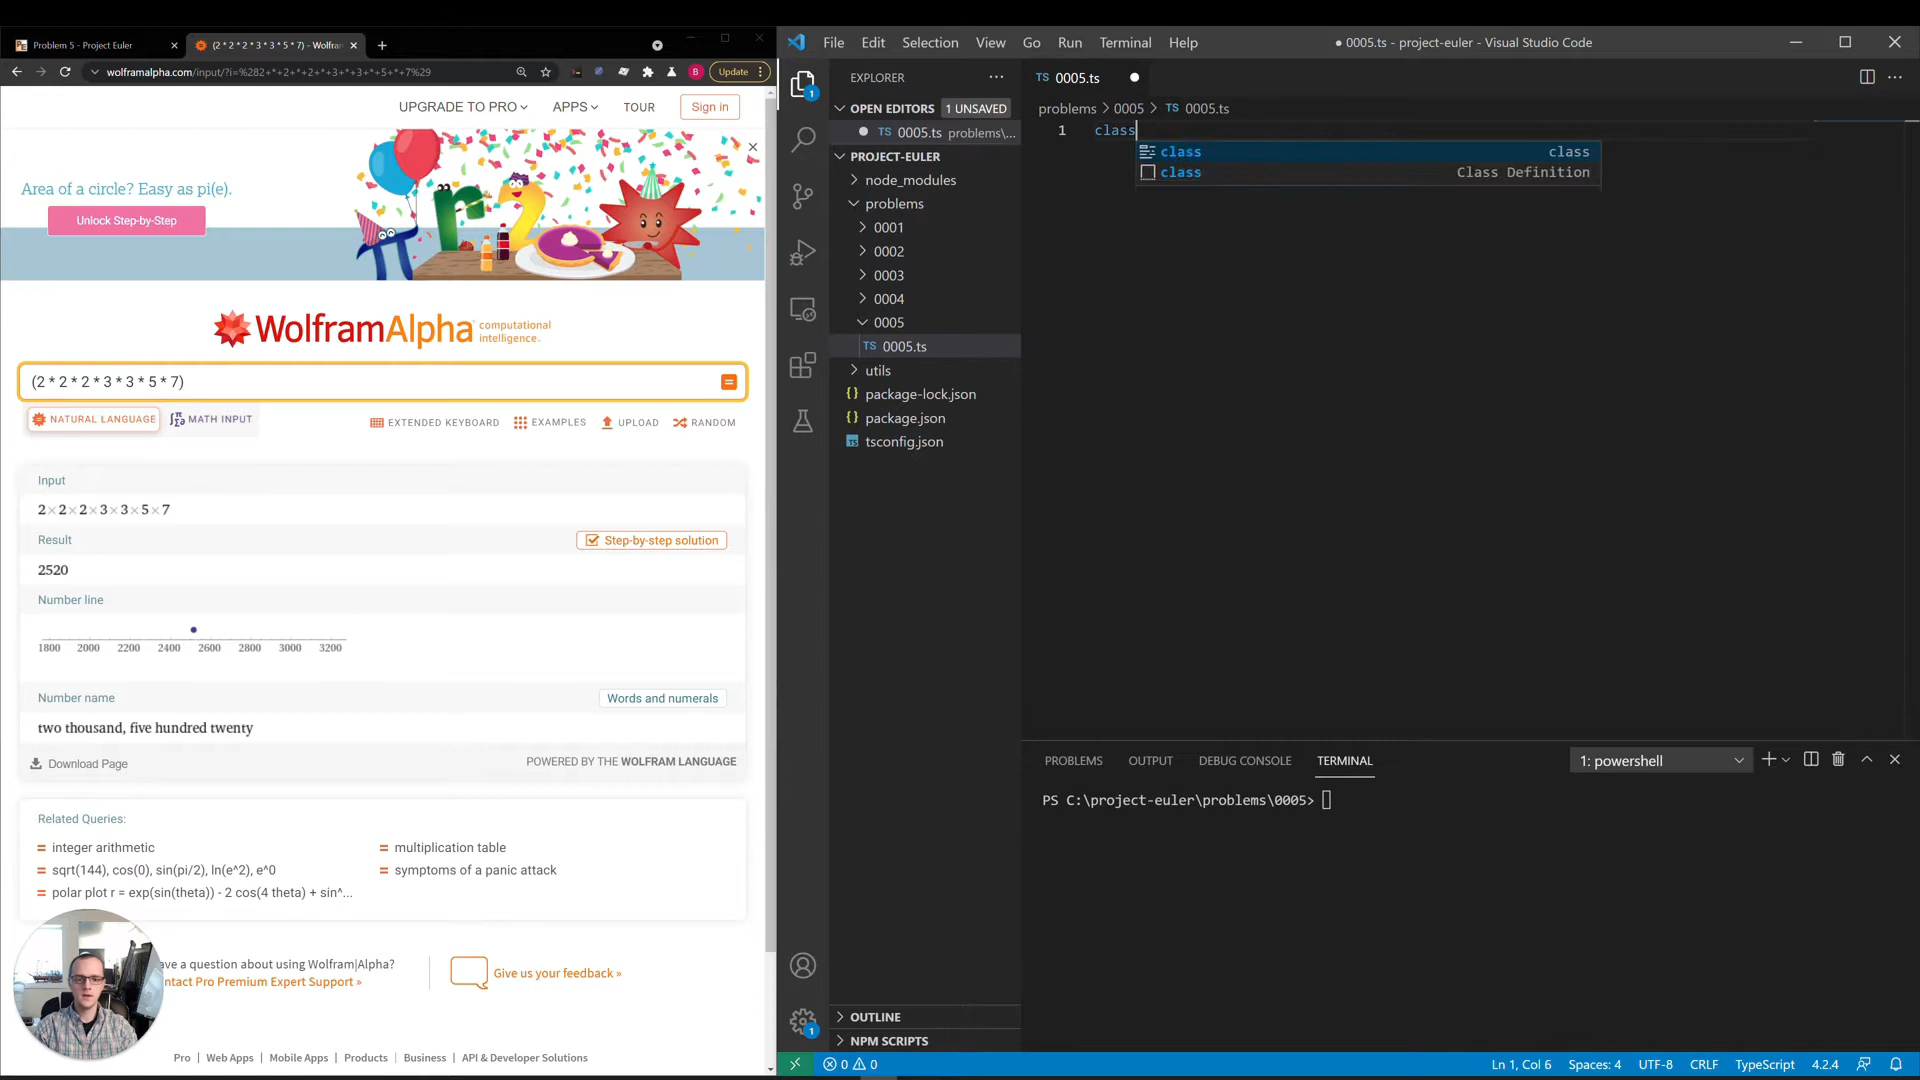 Problem 5 - Project Euler
(2 * 2 * 2 * 3 * 3 * 5 * 7) - Wolfram
wolframalpha.com/input/?i=%282+*+2+*+2+*+3+*+3+*+5+*+7%29
B
Update
UPGRADE TO PRO
APPS
TOUR
Sign in
Area of a circle? Easy as pi(e).
Unlock Step-by-Step
WolframAlpha computational intelligence.
(2 * 2 * 2 * 3 * 3 * 5 * 7)
NATURAL LANGUAGE
MATH INPUT
EXTENDED KEYBOARD
EXAMPLES
UPLOAD
RANDOM
Input
2×2×2×3×3×5×7
Result
Step-by-step solution
2520
Number line
1800 2000 2200 2400 2600 2800 3000 3200
Number name
Words and numerals
two thousand, five hundred twenty
Download Page
POWERED BY THE WOLFRAM LANGUAGE
Related Queries:
integer arithmetic
multiplication table
sqrt(144), cos(0), sin(pi/2), ln(e^2), e^0
symptoms of a panic attack
polar plot r = exp(sin(theta)) - 2 cos(4 theta) + sin^...
ave a question about using Wolfram|Alpha?
ntact Pro Premium Expert Support »
Give us your feedback »
Pro | Web Apps | Mobile Apps | Products | Business | API & Developer Solutions
File Edit Selection View Go Run Terminal Help
● 0005.ts - project-euler - Visual Studio Code
EXPLORER
OPEN EDITORS 1 UNSAVED
TS 0005.ts problems\...
PROJECT-EULER
node_modules
problems
0001
0002
0003
0004
0005
TS 0005.ts
utils
{} package-lock.json
{} package.json
TS tsconfig.json
OUTLINE
NPM SCRIPTS
1
1
TS 0005.ts
problems > 0005 > TS 0005.ts
1 class
class class
class Class Definition
PROBLEMS OUTPUT DEBUG CONSOLE TERMINAL
1: powershell
PS C:\project-euler\problems\0005>
0 0
Ln 1, Col 6 Spaces: 4 UTF-8 CRLF TypeScript 4.2.4